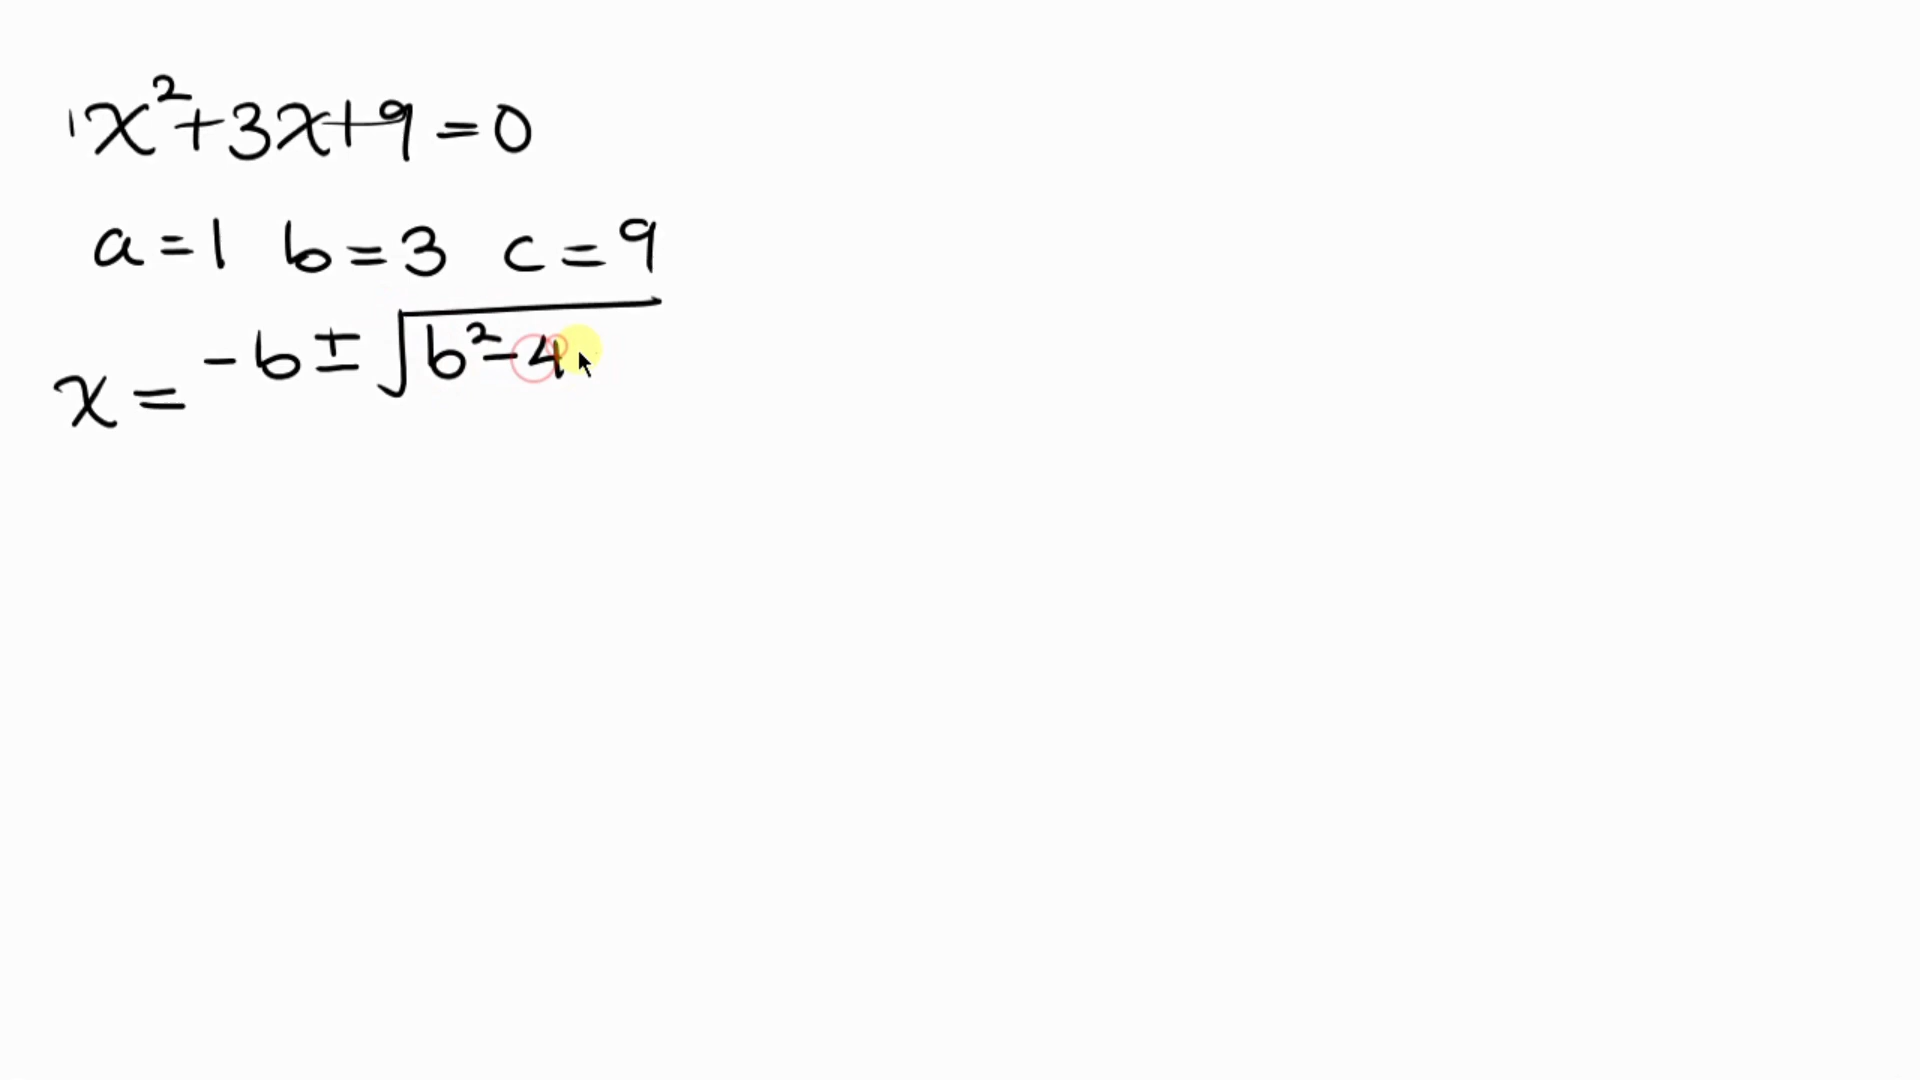 1x²+3x+9=0
a=1 b=3 c=9
x= -b±√b²-4